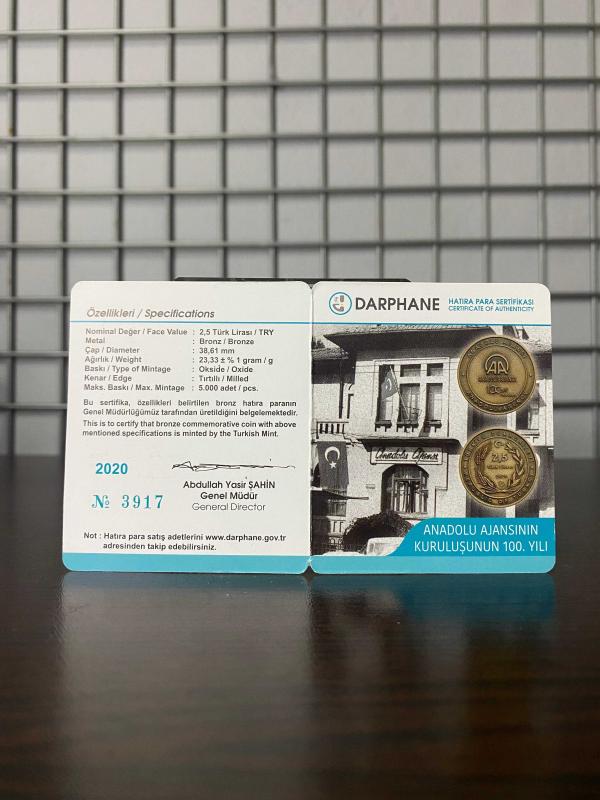 Özellikleri / Specifications
Nominal Değer / Face Value : 2,5 Türk Lirası / TRY
Metal : Bronz / Bronze
Çap / Diameter : 38,61 mm
Ağırlık / Weight : 23,33 ± % 1 gram / g
Baskı / Type of Mintage : Okside / Oxide
Kenar / Edge : Tırtıllı / Milled
Maks. Baskı / Max. Mintage : 5.000 adet / pcs.
Bu sertifika, özellikleri belirtilen bronz hatıra paranın
Genel Müdürlüğümüz tarafından üretildiğini belgelemektedir.
This is to certify that bronze commemorative coin with above
mentioned specifications is minted by the Turkish Mint.
2020
№ 3917
Abdullah Yasir ŞAHİN
Genel Müdür
General Director
Not : Hatıra para satış adetlerini www.darphane.gov.tr
adresinden takip edebilirsiniz.
DARPHANE
HATIRA PARA SERTİFİKASI
CERTIFICATE OF AUTHENTICITY
Anadolu Ajansı
AA
2,5
ANADOLU AJANSININ
KURULUŞUNUN 100. YILI